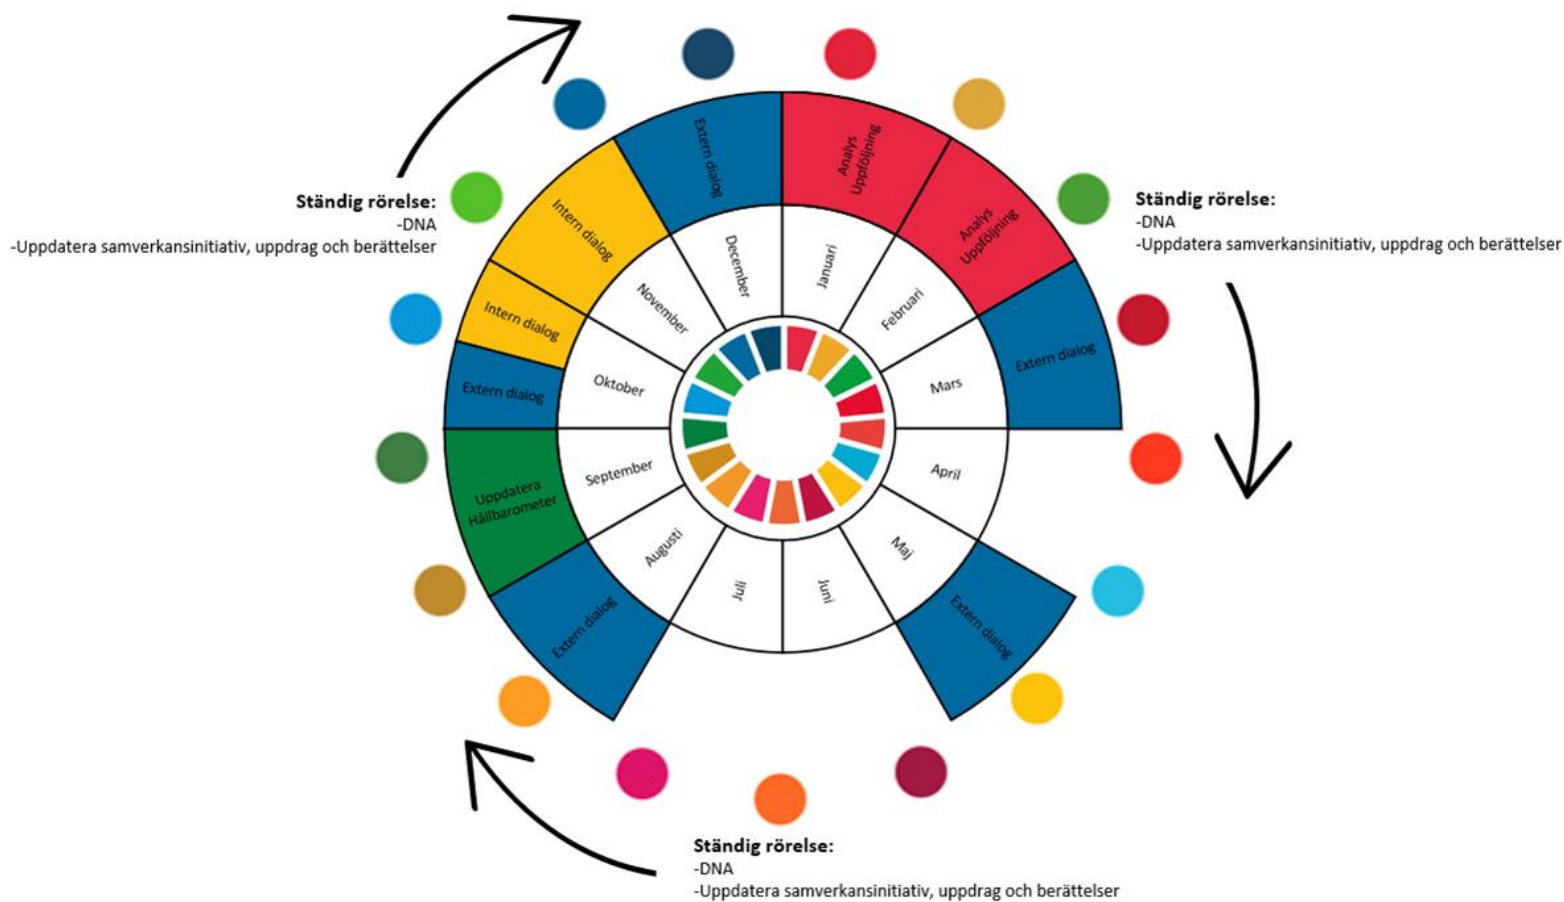 Ständig rörelse:
-DNA
-Uppdatera samverkansinitiativ, uppdrag och berättelser
Ständig rörelse:
-DNA
-Uppdatera samverkansinitiativ, uppdrag och berättelser
Ständig rörelse:
-DNA
-Uppdatera samverkansinitiativ, uppdrag och berättelser
Analys
Uppföljning
Analys
Uppföljning
Extern dialog
Extern dialog
Extern dialog
Uppdatera
Hållbarometer
Extern dialog
Intern dialog
Intern dialog
Extern dialog
Januari
Februari
Mars
April
Maj
Juni
Juli
Augusti
September
Oktober
November
December